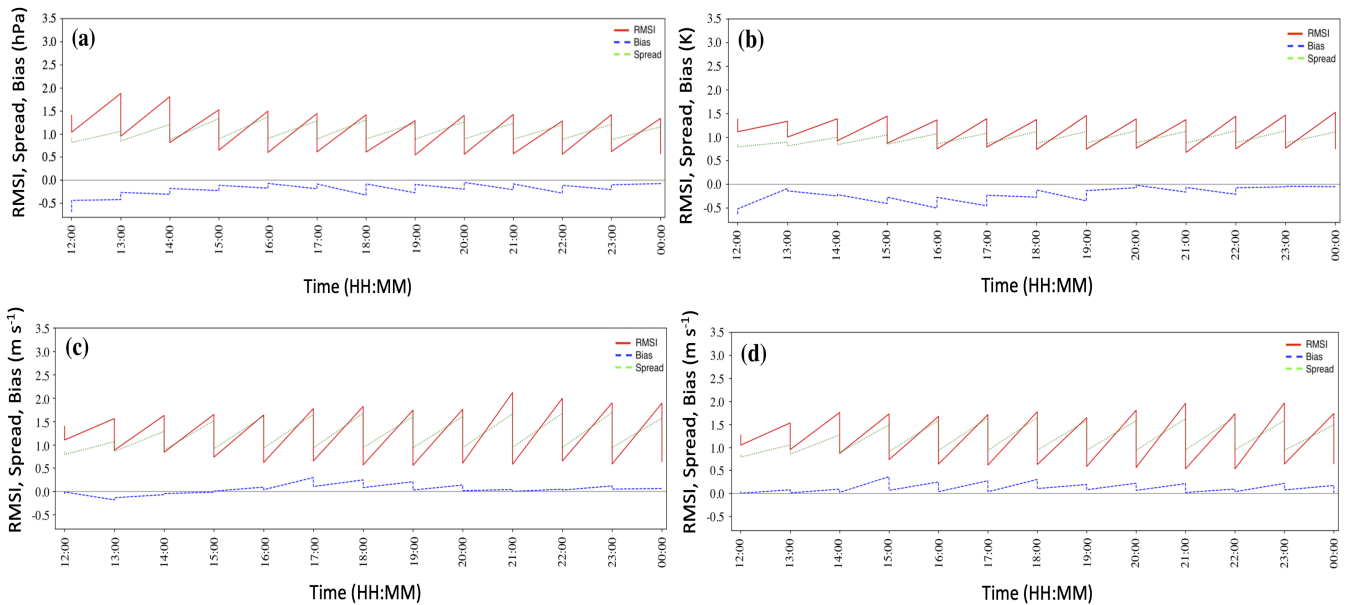 RMSI, Spread, Bias (hPa)
(a)
3.5
3.0
2.5
2.0
1.5
1.0
0.5
0.0
-0.5
RMSI
Bias
Spread
12:00 13:00 14:00 15:00 16:00 17:00 18:00 19:00 20:00 21:00 22:00 23:00 00:00
Time (HH:MM)
RMSI, Spread, Bias (K)
(b)
3.5
3.0
2.5
2.0
1.5
1.0
0.5
0.0
-0.5
RMSI
Bias
Spread
12:00 13:00 14:00 15:00 16:00 17:00 18:00 19:00 20:00 21:00 22:00 23:00 00:00
Time (HH:MM)
RMSI, Spread, Bias (m s⁻¹)
(c)
3.5
3.0
2.5
2.0
1.5
1.0
0.5
0.0
-0.5
RMSI
Bias
Spread
12:00 13:00 14:00 15:00 16:00 17:00 18:00 19:00 20:00 21:00 22:00 23:00 00:00
Time (HH:MM)
RMSI, Spread, Bias (m s⁻¹)
(d)
3.5
3.0
2.5
2.0
1.5
1.0
0.5
0.0
-0.5
RMSI
Bias
Spread
12:00 13:00 14:00 15:00 16:00 17:00 18:00 19:00 20:00 21:00 22:00 23:00 00:00
Time (HH:MM)